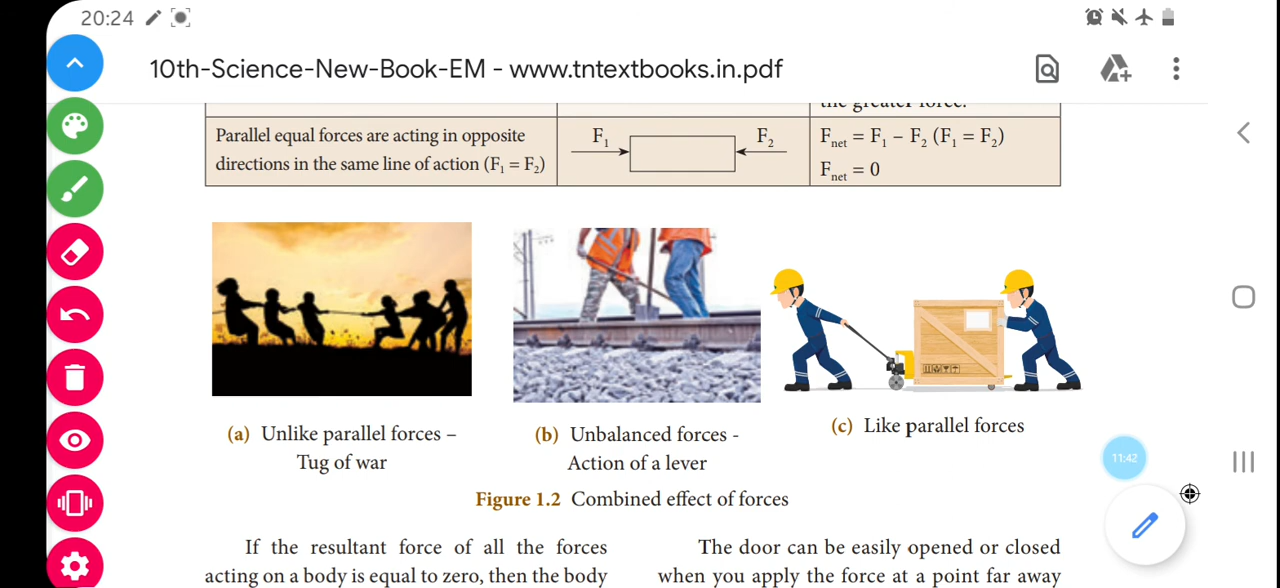 20:24
10th-Science-New-Book-EM - www.tntextbooks.in.pdf
the greater force.
Parallel equal forces are acting in opposite
directions in the same line of action (F₁ = F₂)
F₁
F₂
Fnet = F₁ – F₂ (F₁ = F₂)
Fnet = 0
(a) Unlike parallel forces –
Tug of war
(b) Unbalanced forces -
Action of a lever
(c) Like parallel forces
11:42
Figure 1.2 Combined effect of forces
If the resultant force of all the forces
acting on a body is equal to zero, then the body
The door can be easily opened or closed
when you apply the force at a point far away